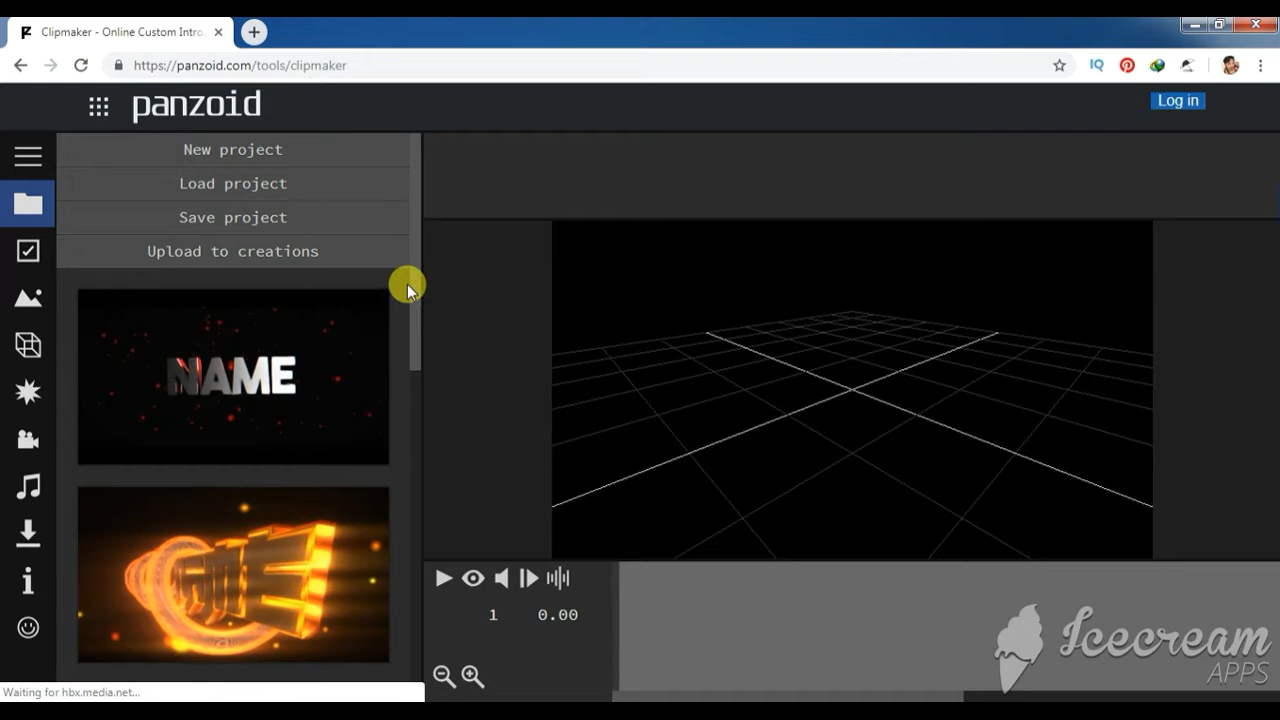 Clipmaker - Online Custom Intro
https://panzoid.com/tools/clipmaker
IQ
panzoid
Log in
New project
Load project
Save project
Upload to creations
NAME
1 0.00
Icecream
APPS
Waiting for hbx.media.net...